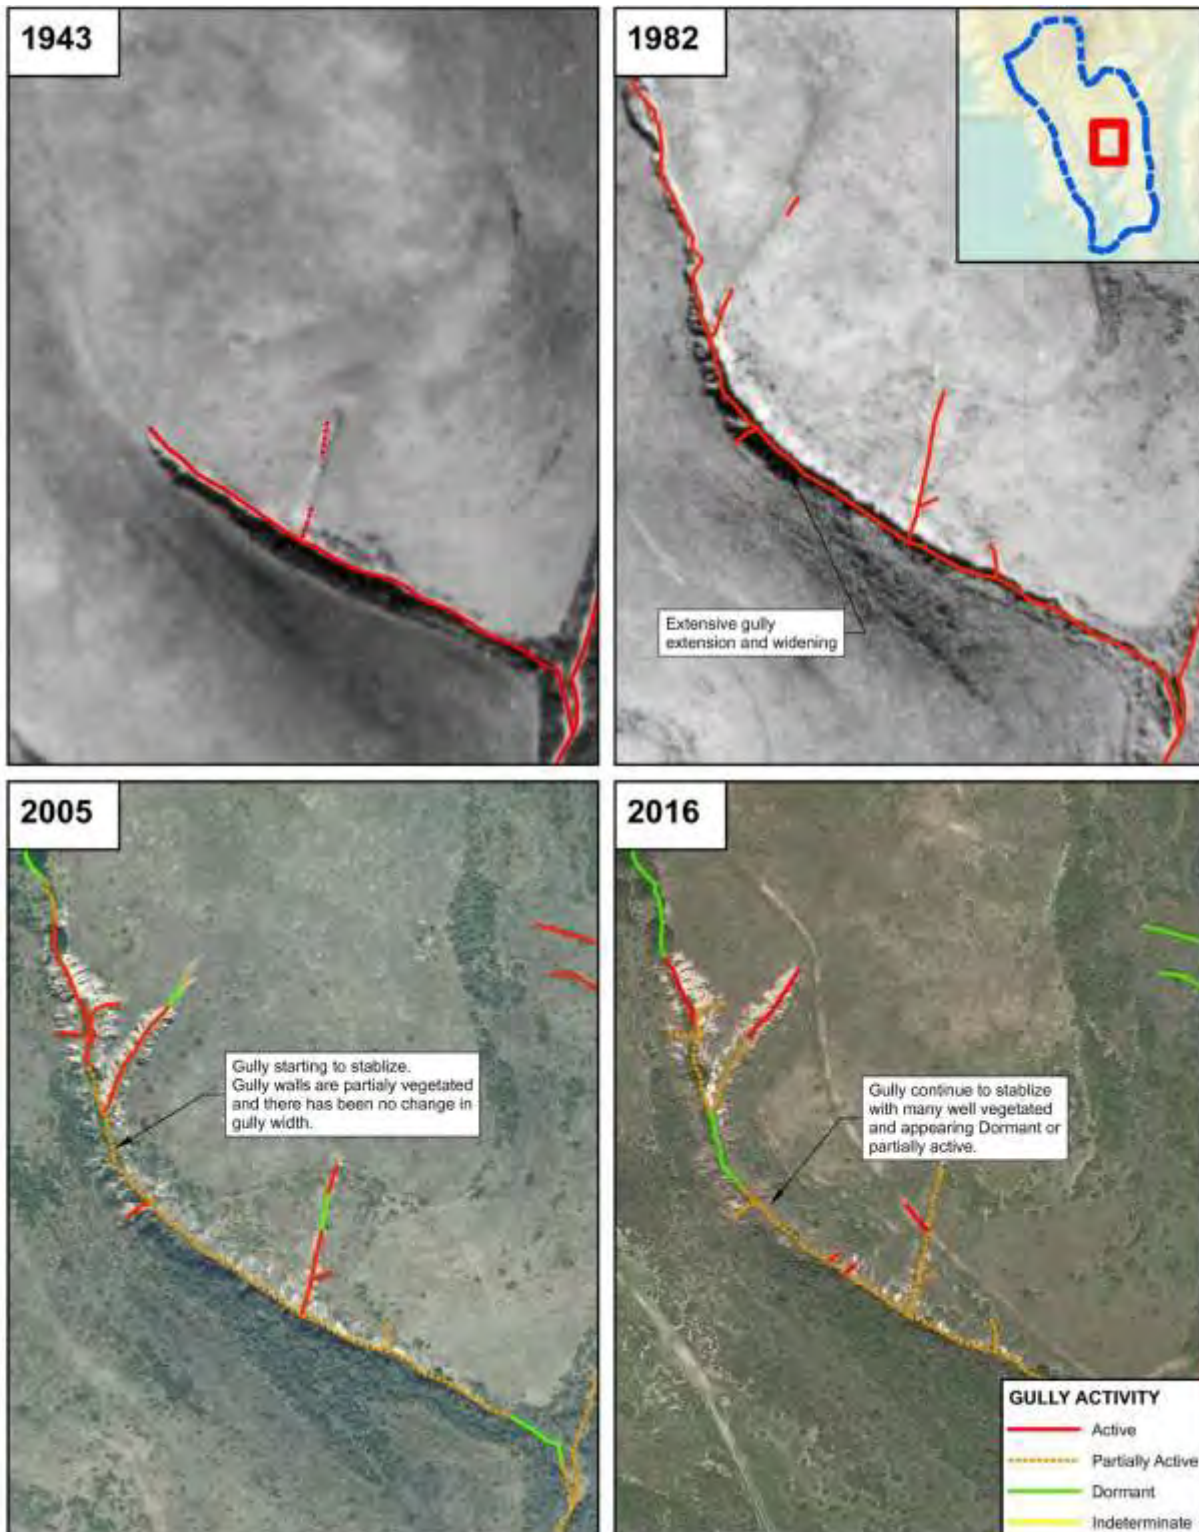 1943
1982
Extensive gully
extension and widening
2005
2016
Gully starting to stablize.
Gully walls are partialy vegetated
and there has been no change in
gully width.
Gully continue to stablize
with many well vegetated
and appearing Dormant or
partially active.
GULLY ACTIVITY
Active
Partially Active
Dormant
Indeterminate